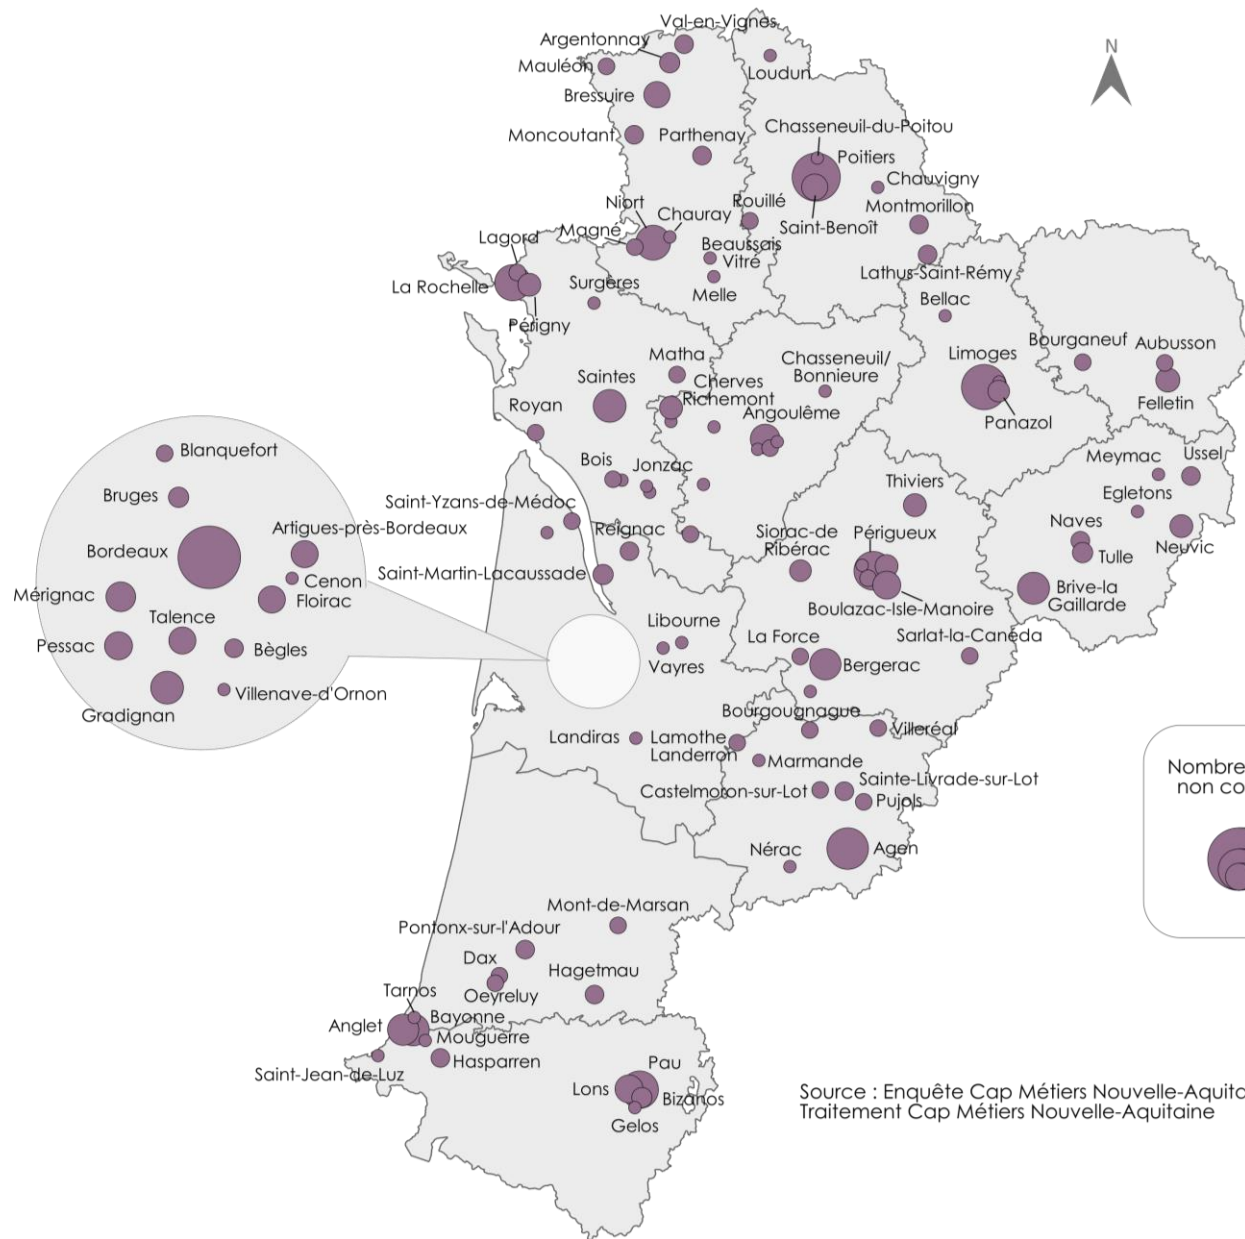 Val-en-Vignes
Argentonnay
Mauléon
Loudun
N
Bressuire
Moncoutant
Parthenay
Chasseneuil-du-Poitou
Poitiers
Chauvigny
Niort
Chauray
Rouillé
Saint-Benoît
Montmorillon
Magné
Lagord
Beaussais
Vitré
Lathus-Saint-Rémy
La Rochelle
Surgères
Melle
Périgny
Bellac
Matha
Chasseneuil/
Bonnieure
Limoges
Bourganeuf
Aubusson
Saintes
Cherves
Richemont
Royan
Angoulême
Panazol
Felletin
Blanquefort
Bois
Jonzac
Thiviers
Meymac
Ussel
Bruges
Saint-Yzans-de-Médoc
Egletons
Artigues-près-Bordeaux
Reignac
Siorac-de
Ribérac
Périgueux
Naves
Neuvic
Bordeaux
Tulle
Cenon
Saint-Martin-Lacaussade
Mérignac
Floirac
Boulazac-Isle-Manoire
Brive-la
Gaillarde
Talence
Libourne
La Force
Sarlat-la-Canéda
Pessac
Bègles
Vayres
Bergerac
Villenave-d'Ornon
Gradignan
Bourgougnague
Villeréal
Landiras
Lamothe
Landerron
Marmande
Nombre
non co
Castelmoron-sur-Lot
Sainte-Livrade-sur-Lot
Pujols
Nérac
Agen
Mont-de-Marsan
Pontonx-sur-l'Adour
Dax
Hagetmau
Oeyreluy
Tarnos
Bayonne
Anglet
Mouguerre
Hasparren
Saint-Jean-de-Luz
Pau
Lons
Bizanos
Gelos
Source : Enquête Cap Métiers Nouvelle-Aquita
Traitement Cap Métiers Nouvelle-Aquitaine